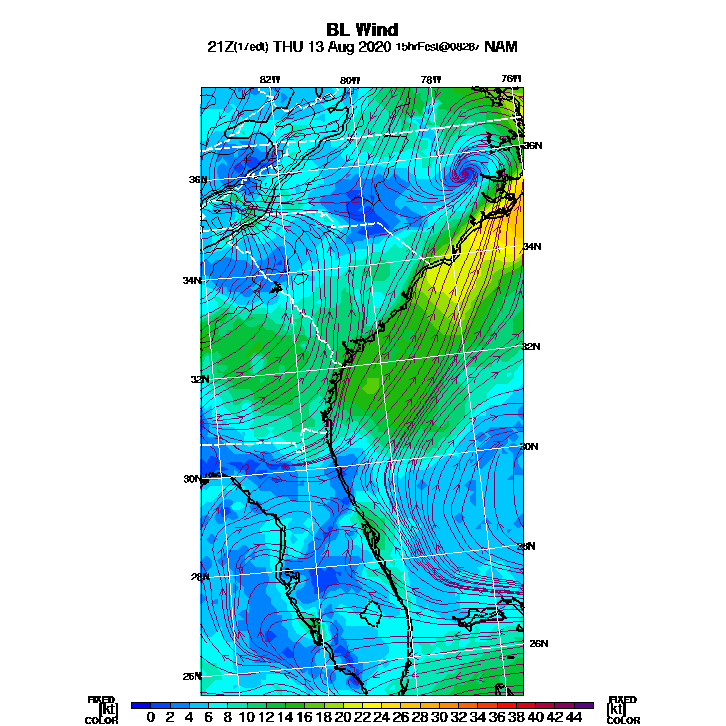 BL Wind
21Z(17edt) THU 13 Aug 2020 15hrFcst@0828z NAM
82W 80W 78W 76W
36N
36N
34N
34N
32N
32N
30N
30N
28N
28N
26N
26N
FIXED FIXED
[kt] 0 2 4 6 8 10 12 14 16 18 20 22 24 26 28 30 32 34 36 38 40 42 44 [kt]
COLOR COLOR